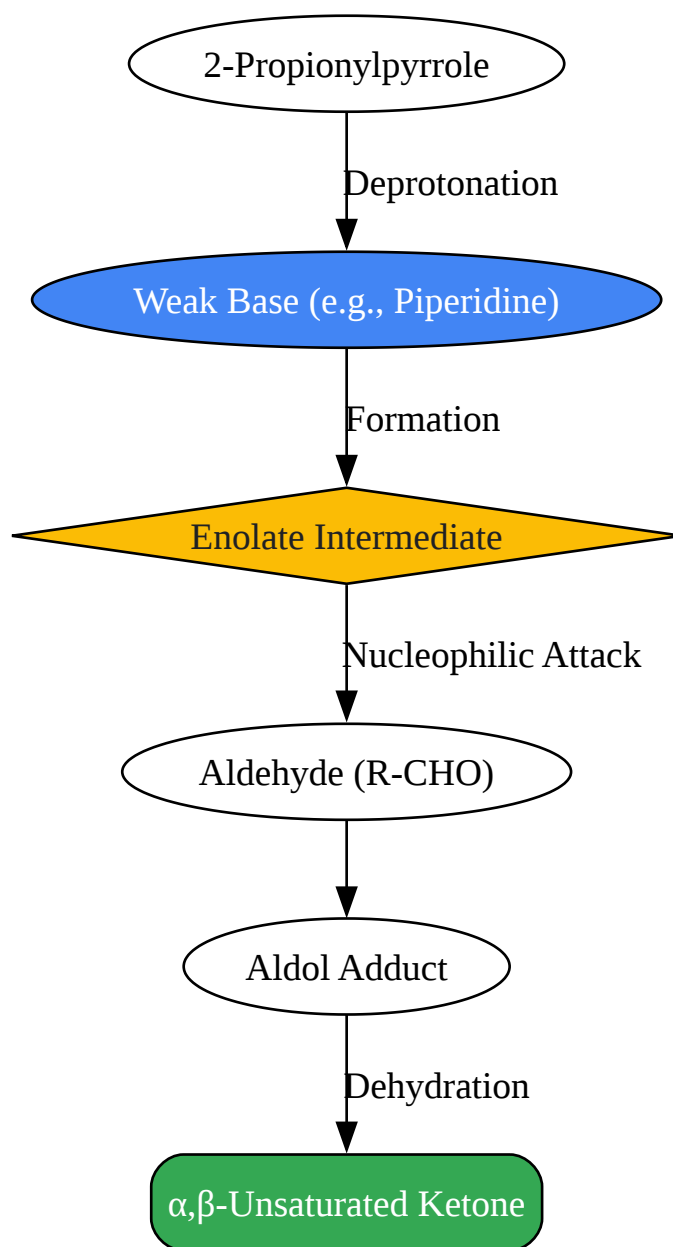 2-Propionylpyrrole
Deprotonation
Weak Base (e.g., Piperidine)
Formation
Enolate Intermediate
Nucleophilic Attack
Aldehyde (R-CHO)
Aldol Adduct
Dehydration
α,β-Unsaturated Ketone